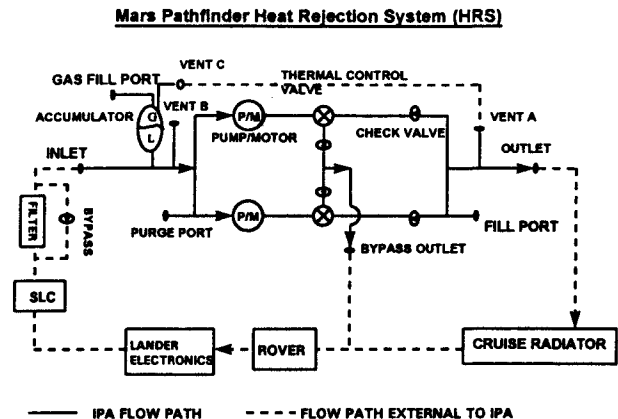 Mars Pathfinder Heat Rejection System (HRS)
VENT C
GAS FILL PORT
THERMAL CONTROL
VALVE
VENT B
ACCUMULATOR
G
L
P/M
PUMP/MOTOR
CHECK VALVE
VENT A
INLET
OUTLET
FILTER
BYPASS
PURGE PORT
P/M
FILL PORT
BYPASS OUTLET
SLC
LANDER
ELECTRONICS
ROVER
CRUISE RADIATOR
IPA FLOW PATH
FLOW PATH EXTERNAL TO IPA